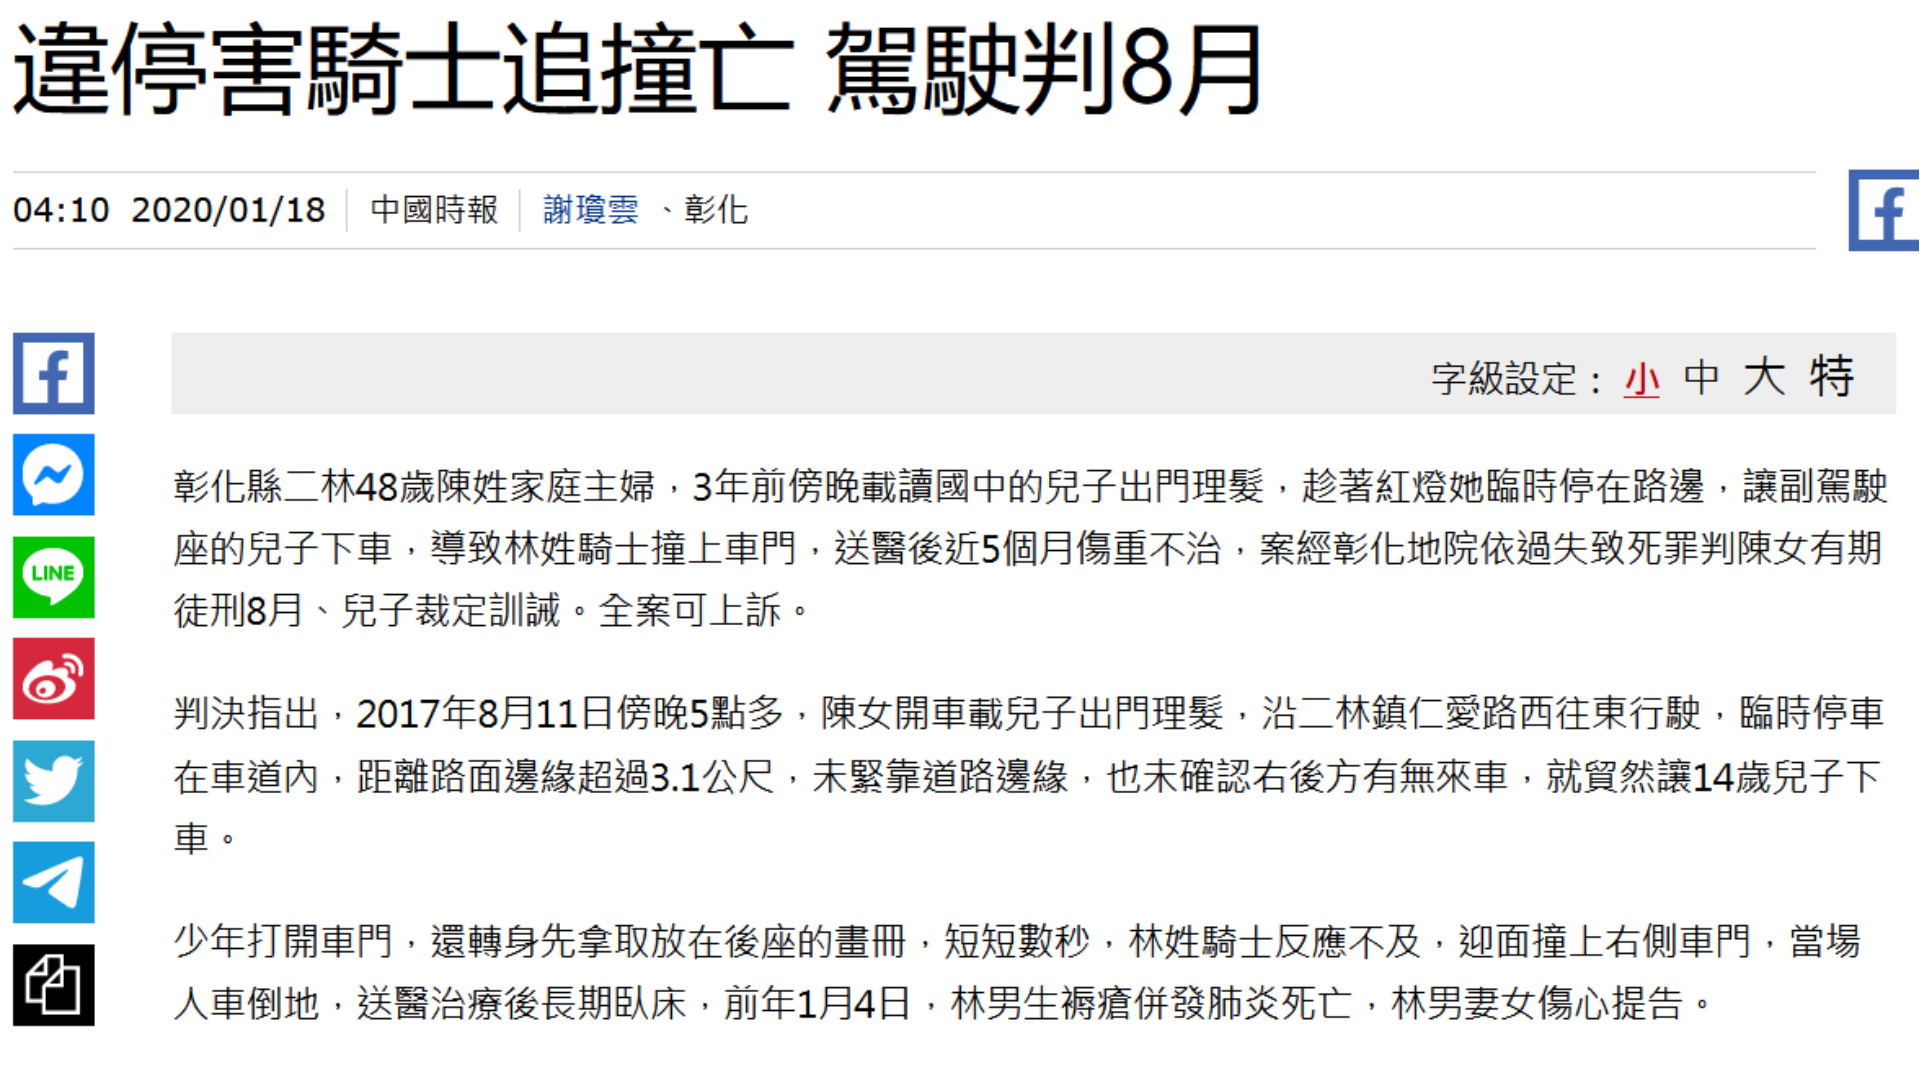 違停害騎士追撞亡 駕駛判8月
04:10 2020/01/18 中國時報 謝瓊雲 、彰化
字級設定：小 中 大 特
彰化縣二林48歲陳姓家庭主婦，3年前傍晚載讀國中的兒子出門理髮，趁著紅燈她臨時停在路邊，讓副駕駛
座的兒子下車，導致林姓騎士撞上車門，送醫後近5個月傷重不治，案經彰化地院依過失致死罪判陳女有期
徒刑8月、兒子裁定訓誡。全案可上訴。
判決指出，2017年8月11日傍晚5點多，陳女開車載兒子出門理髮，沿二林鎮仁愛路西往東行駛，臨時停車
在車道內，距離路面邊緣超過3.1公尺，未緊靠道路邊緣，也未確認右後方有無來車，就貿然讓14歲兒子下
車。
少年打開車門，還轉身先拿取放在後座的畫冊，短短數秒，林姓騎士反應不及，迎面撞上右側車門，當場
人車倒地，送醫治療後長期臥床，前年1月4日，林男生褥瘡併發肺炎死亡，林男妻女傷心提告。
LINE